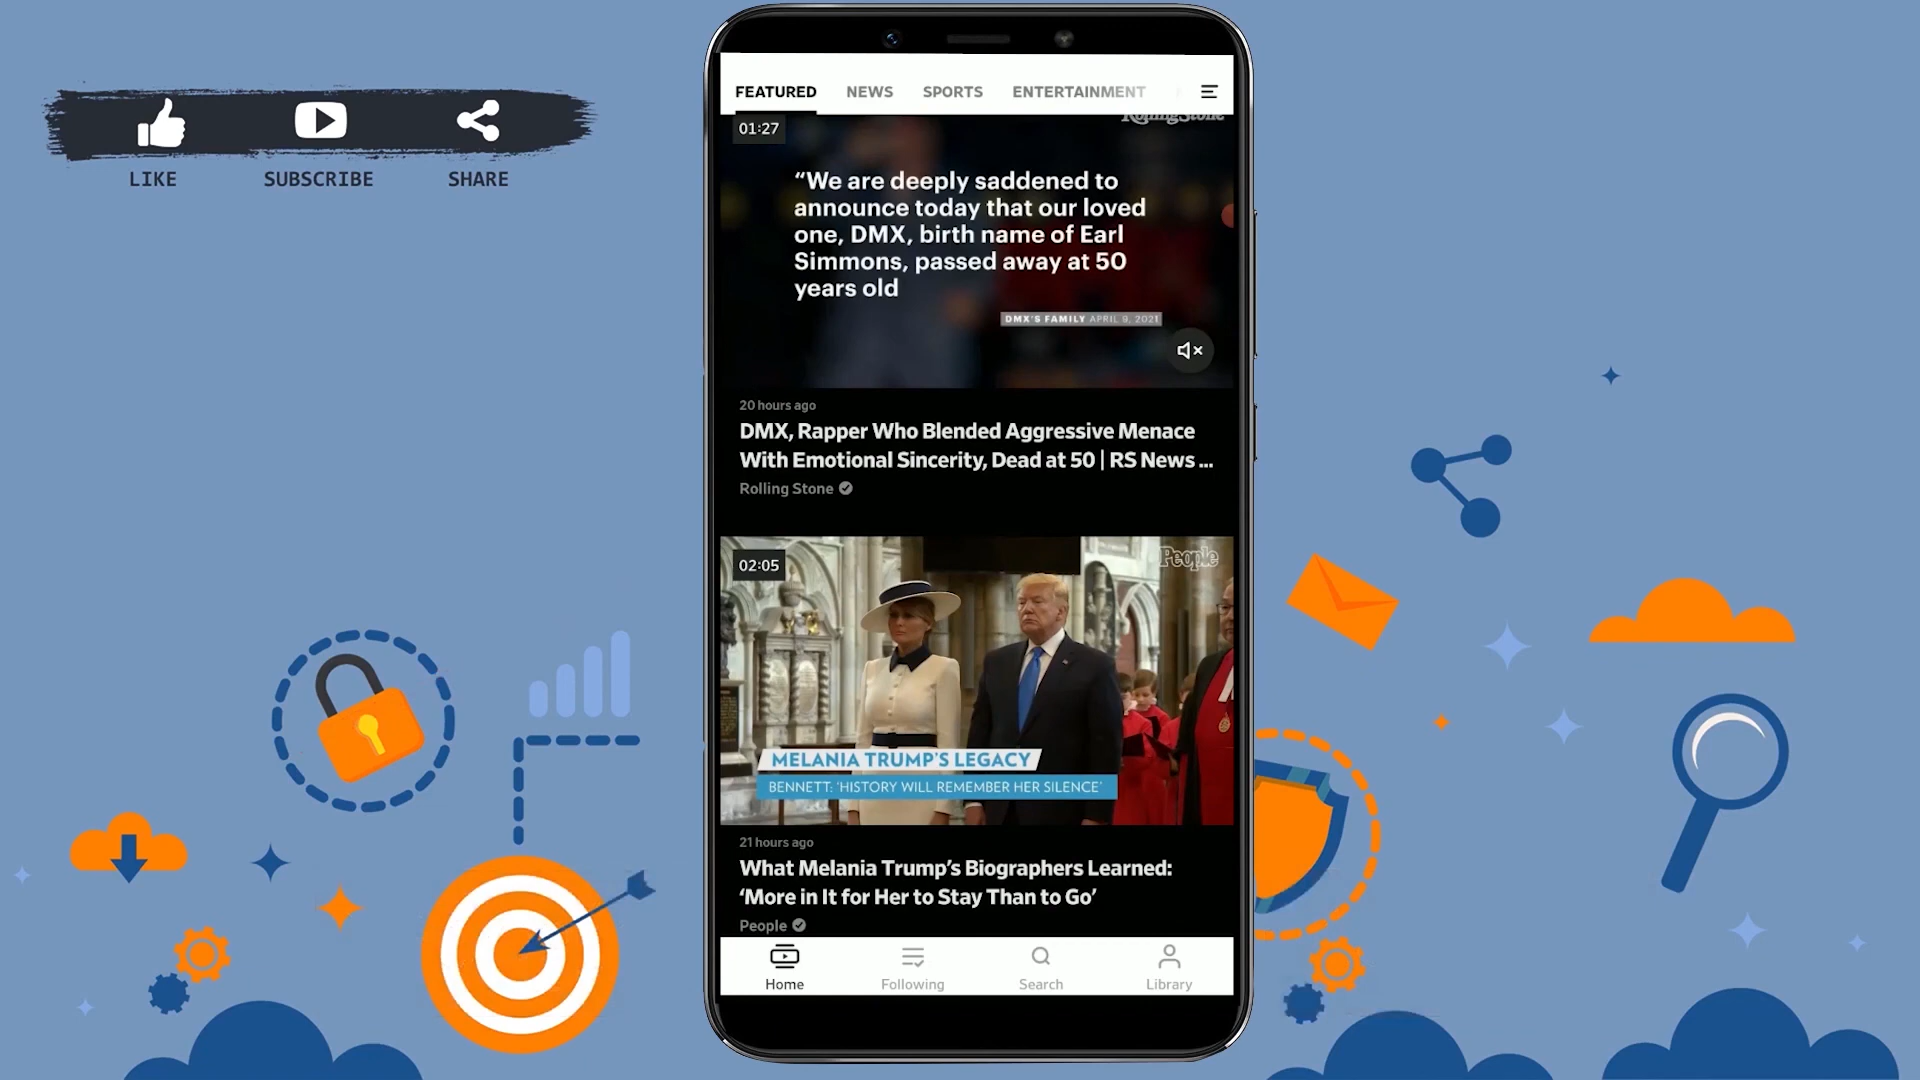 LIKE
SUBSCRIBE
SHARE
FEATURED
NEWS
SPORTS
ENTERTAINMENT
RollingStone
01:27
“We are deeply saddened to
announce today that our loved
one, DMX, birth name of Earl
Simmons, passed away at 50
years old
DMX'S FAMILY APRIL 9, 2021
20 hours ago
DMX, Rapper Who Blended Aggressive Menace
With Emotional Sincerity, Dead at 50 | RS News ...
Rolling Stone
02:05
People
MELANIA TRUMP'S LEGACY
BENNETT: 'HISTORY WILL REMEMBER HER SILENCE'
21 hours ago
What Melania Trump’s Biographers Learned:
‘More in It for Her to Stay Than to Go’
People
Home
Following
Search
Library